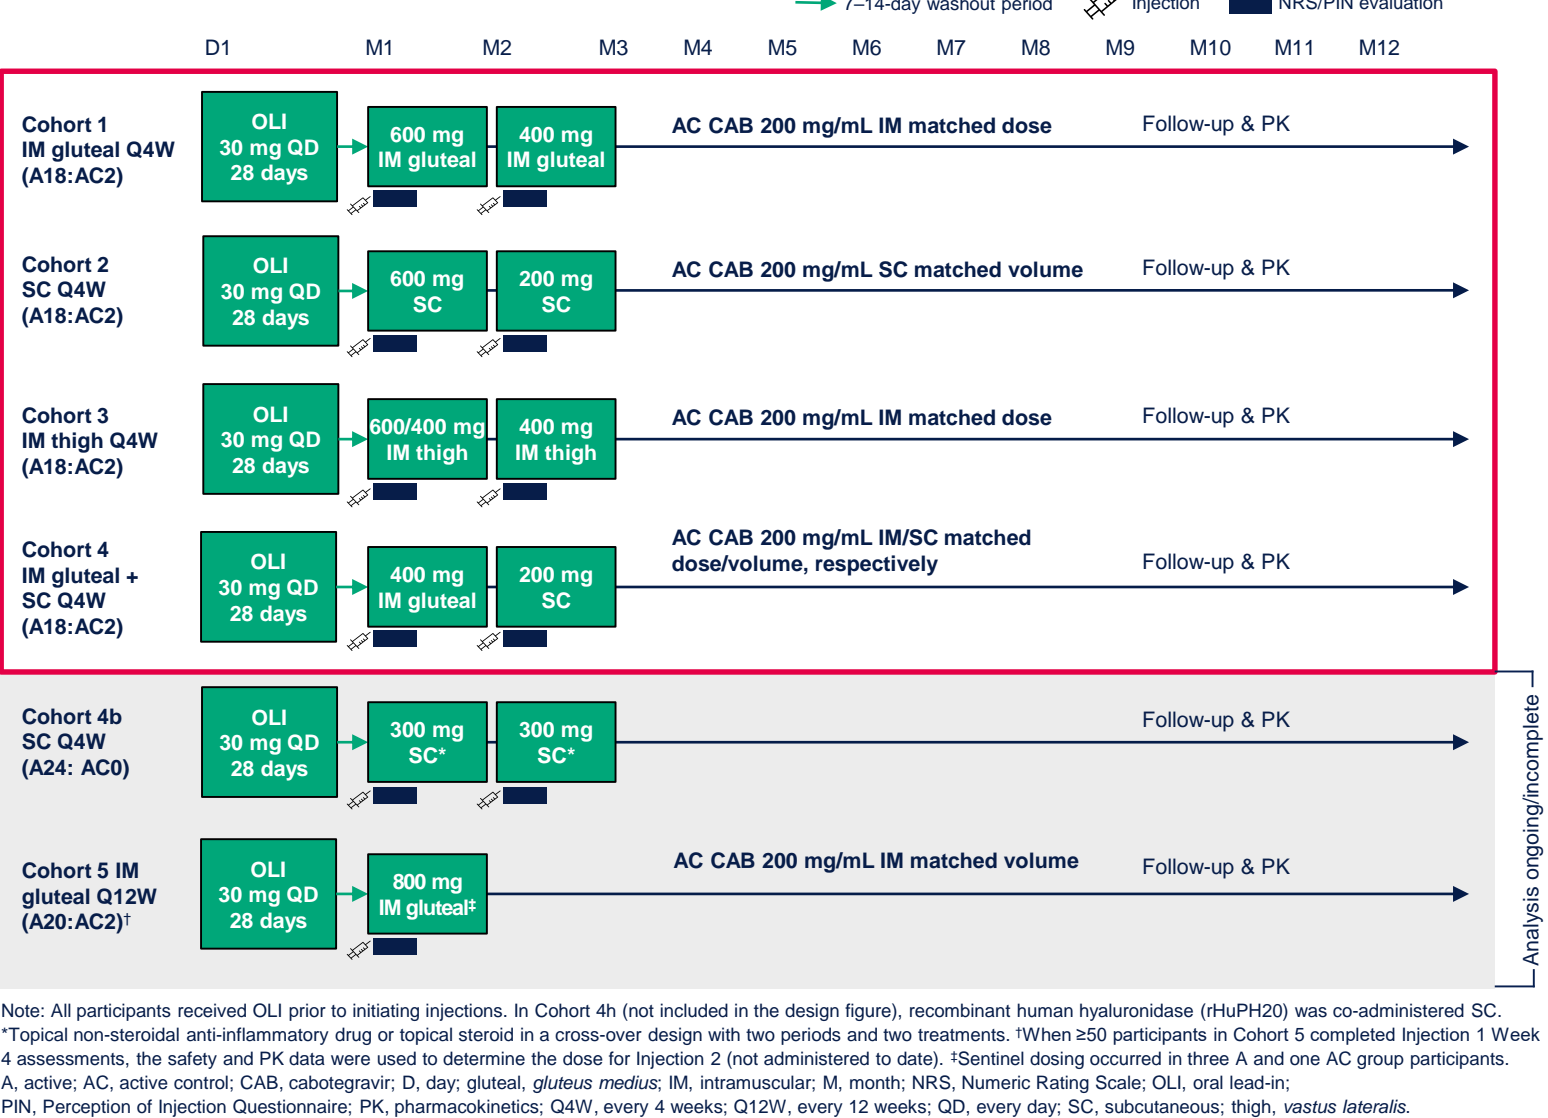 7–14-day washout period Injection NRS/PIN evaluation
D1 M1 M2 M3 M4 M5 M6 M7 M8 M9 M10 M11 M12
Cohort 1
IM gluteal Q4W
(A18:AC2)
OLI
30 mg QD
28 days
600 mg
IM gluteal
400 mg
IM gluteal
AC CAB 200 mg/mL IM matched dose
Follow-up & PK
Cohort 2
SC Q4W
(A18:AC2)
OLI
30 mg QD
28 days
600 mg
SC
200 mg
SC
AC CAB 200 mg/mL SC matched volume
Follow-up & PK
Cohort 3
IM thigh Q4W
(A18:AC2)
OLI
30 mg QD
28 days
600/400 mg
IM thigh
400 mg
IM thigh
AC CAB 200 mg/mL IM matched dose
Follow-up & PK
Cohort 4
IM gluteal +
SC Q4W
(A18:AC2)
OLI
30 mg QD
28 days
400 mg
IM gluteal
200 mg
SC
AC CAB 200 mg/mL IM/SC matched
dose/volume, respectively
Follow-up & PK
Cohort 4b
SC Q4W
(A24: AC0)
OLI
30 mg QD
28 days
300 mg
SC*
300 mg
SC*
Follow-up & PK
Cohort 5 IM
gluteal Q12W
(A20:AC2)†
OLI
30 mg QD
28 days
800 mg
IM gluteal‡
AC CAB 200 mg/mL IM matched volume
Follow-up & PK
Analysis ongoing/incomplete
Note: All participants received OLI prior to initiating injections. In Cohort 4h (not included in the design figure), recombinant human hyaluronidase (rHuPH20) was co-administered SC.
*Topical non-steroidal anti-inflammatory drug or topical steroid in a cross-over design with two periods and two treatments. †When ≥50 participants in Cohort 5 completed Injection 1 Week
4 assessments, the safety and PK data were used to determine the dose for Injection 2 (not administered to date). ‡Sentinel dosing occurred in three A and one AC group participants.
A, active; AC, active control; CAB, cabotegravir; D, day; gluteal, gluteus medius; IM, intramuscular; M, month; NRS, Numeric Rating Scale; OLI, oral lead-in;
PIN, Perception of Injection Questionnaire; PK, pharmacokinetics; Q4W, every 4 weeks; Q12W, every 12 weeks; QD, every day; SC, subcutaneous; thigh, vastus lateralis.